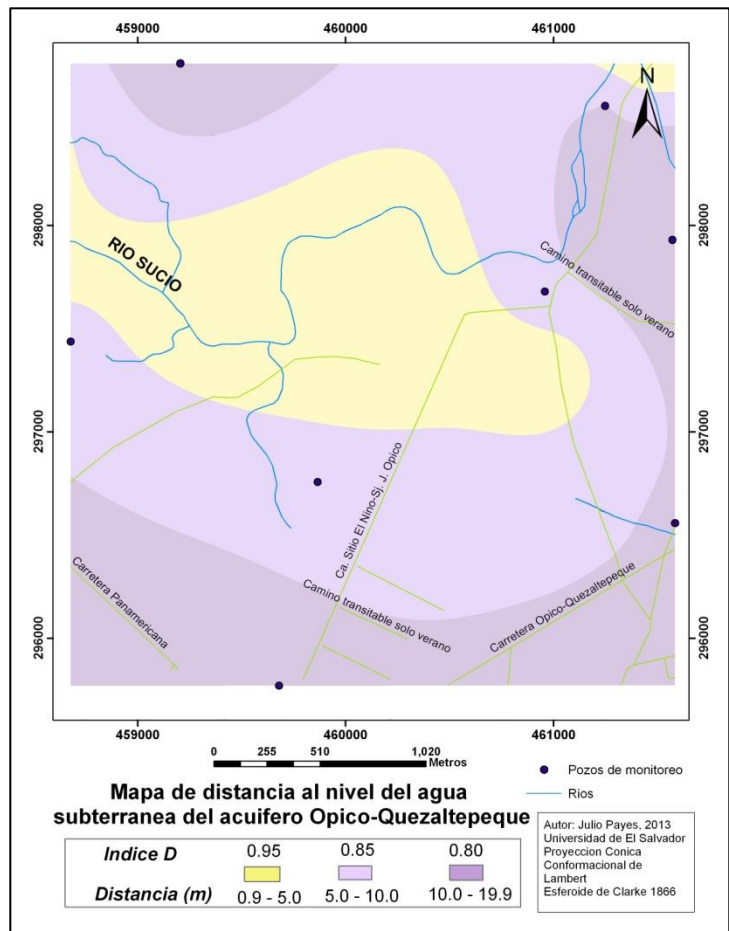 459000 460000 461000
N
298000
298000
RIO SUCIO
Camino transitable solo verano
297000
297000
Ca. Sitio El Nino-Sj. J. Opico
Carretera Panamericana
Camino transitable solo verano
Carretera Opico-Quezaltepeque
296000
296000
459000 460000 461000
0 255 510 1,020
Metros
Mapa de distancia al nivel del agua
subterranea del acuifero Opico-Quezaltepeque
Pozos de monitoreo
Rios
Indice D 0.95 0.85 0.80
Distancia (m) 0.9 - 5.0 5.0 - 10.0 10.0 - 19.9
Autor: Julio Payes, 2013
Universidad de El Salvador
Proyeccion Conica
Conformacional de
Lambert
Esferoide de Clarke 1866